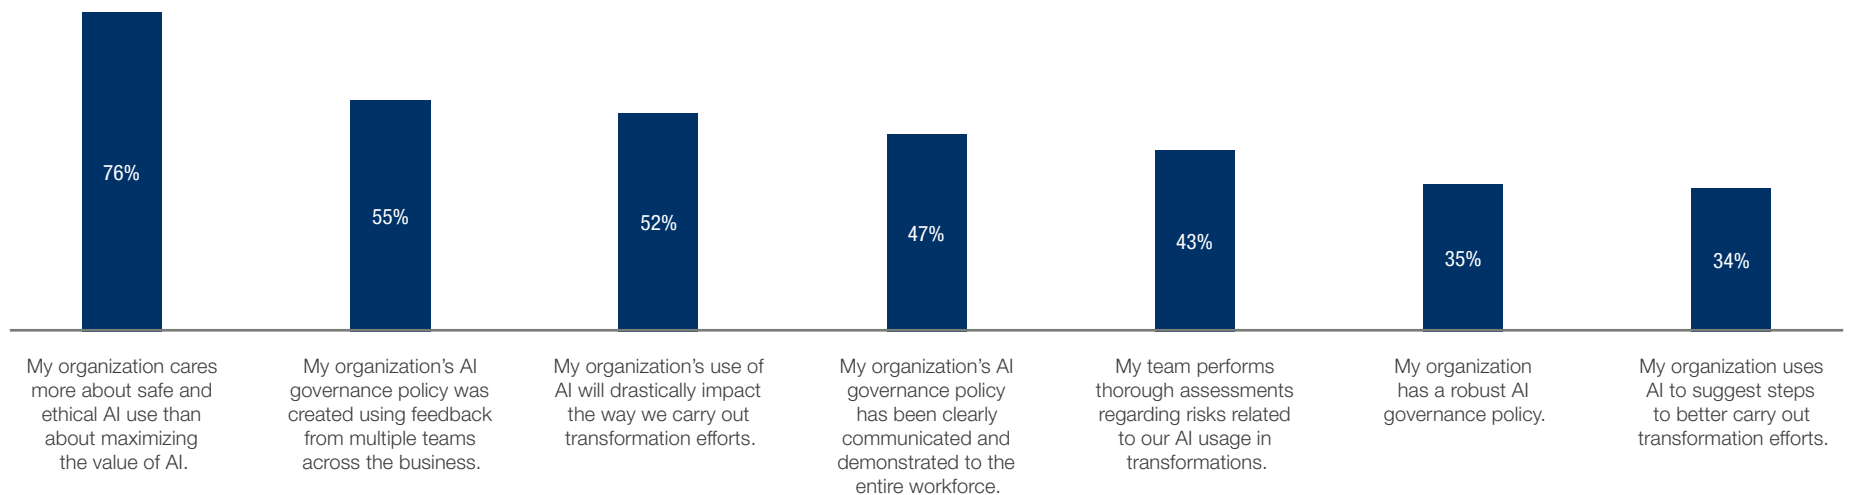 76%
55%
52%
47%
43%
35%
34%
My organization cares
more about safe and
ethical AI use than
about maximizing
the value of AI.
My organization’s AI
governance policy was
created using feedback
from multiple teams
across the business.
My organization’s use of
AI will drastically impact
the way we carry out
transformation efforts.
My organization’s AI
governance policy
has been clearly
communicated and
demonstrated to the
entire workforce.
My team performs
thorough assessments
regarding risks related
to our AI usage in
transformations.
My organization
has a robust AI
governance policy.
My organization uses
AI to suggest steps
to better carry out
transformation efforts.